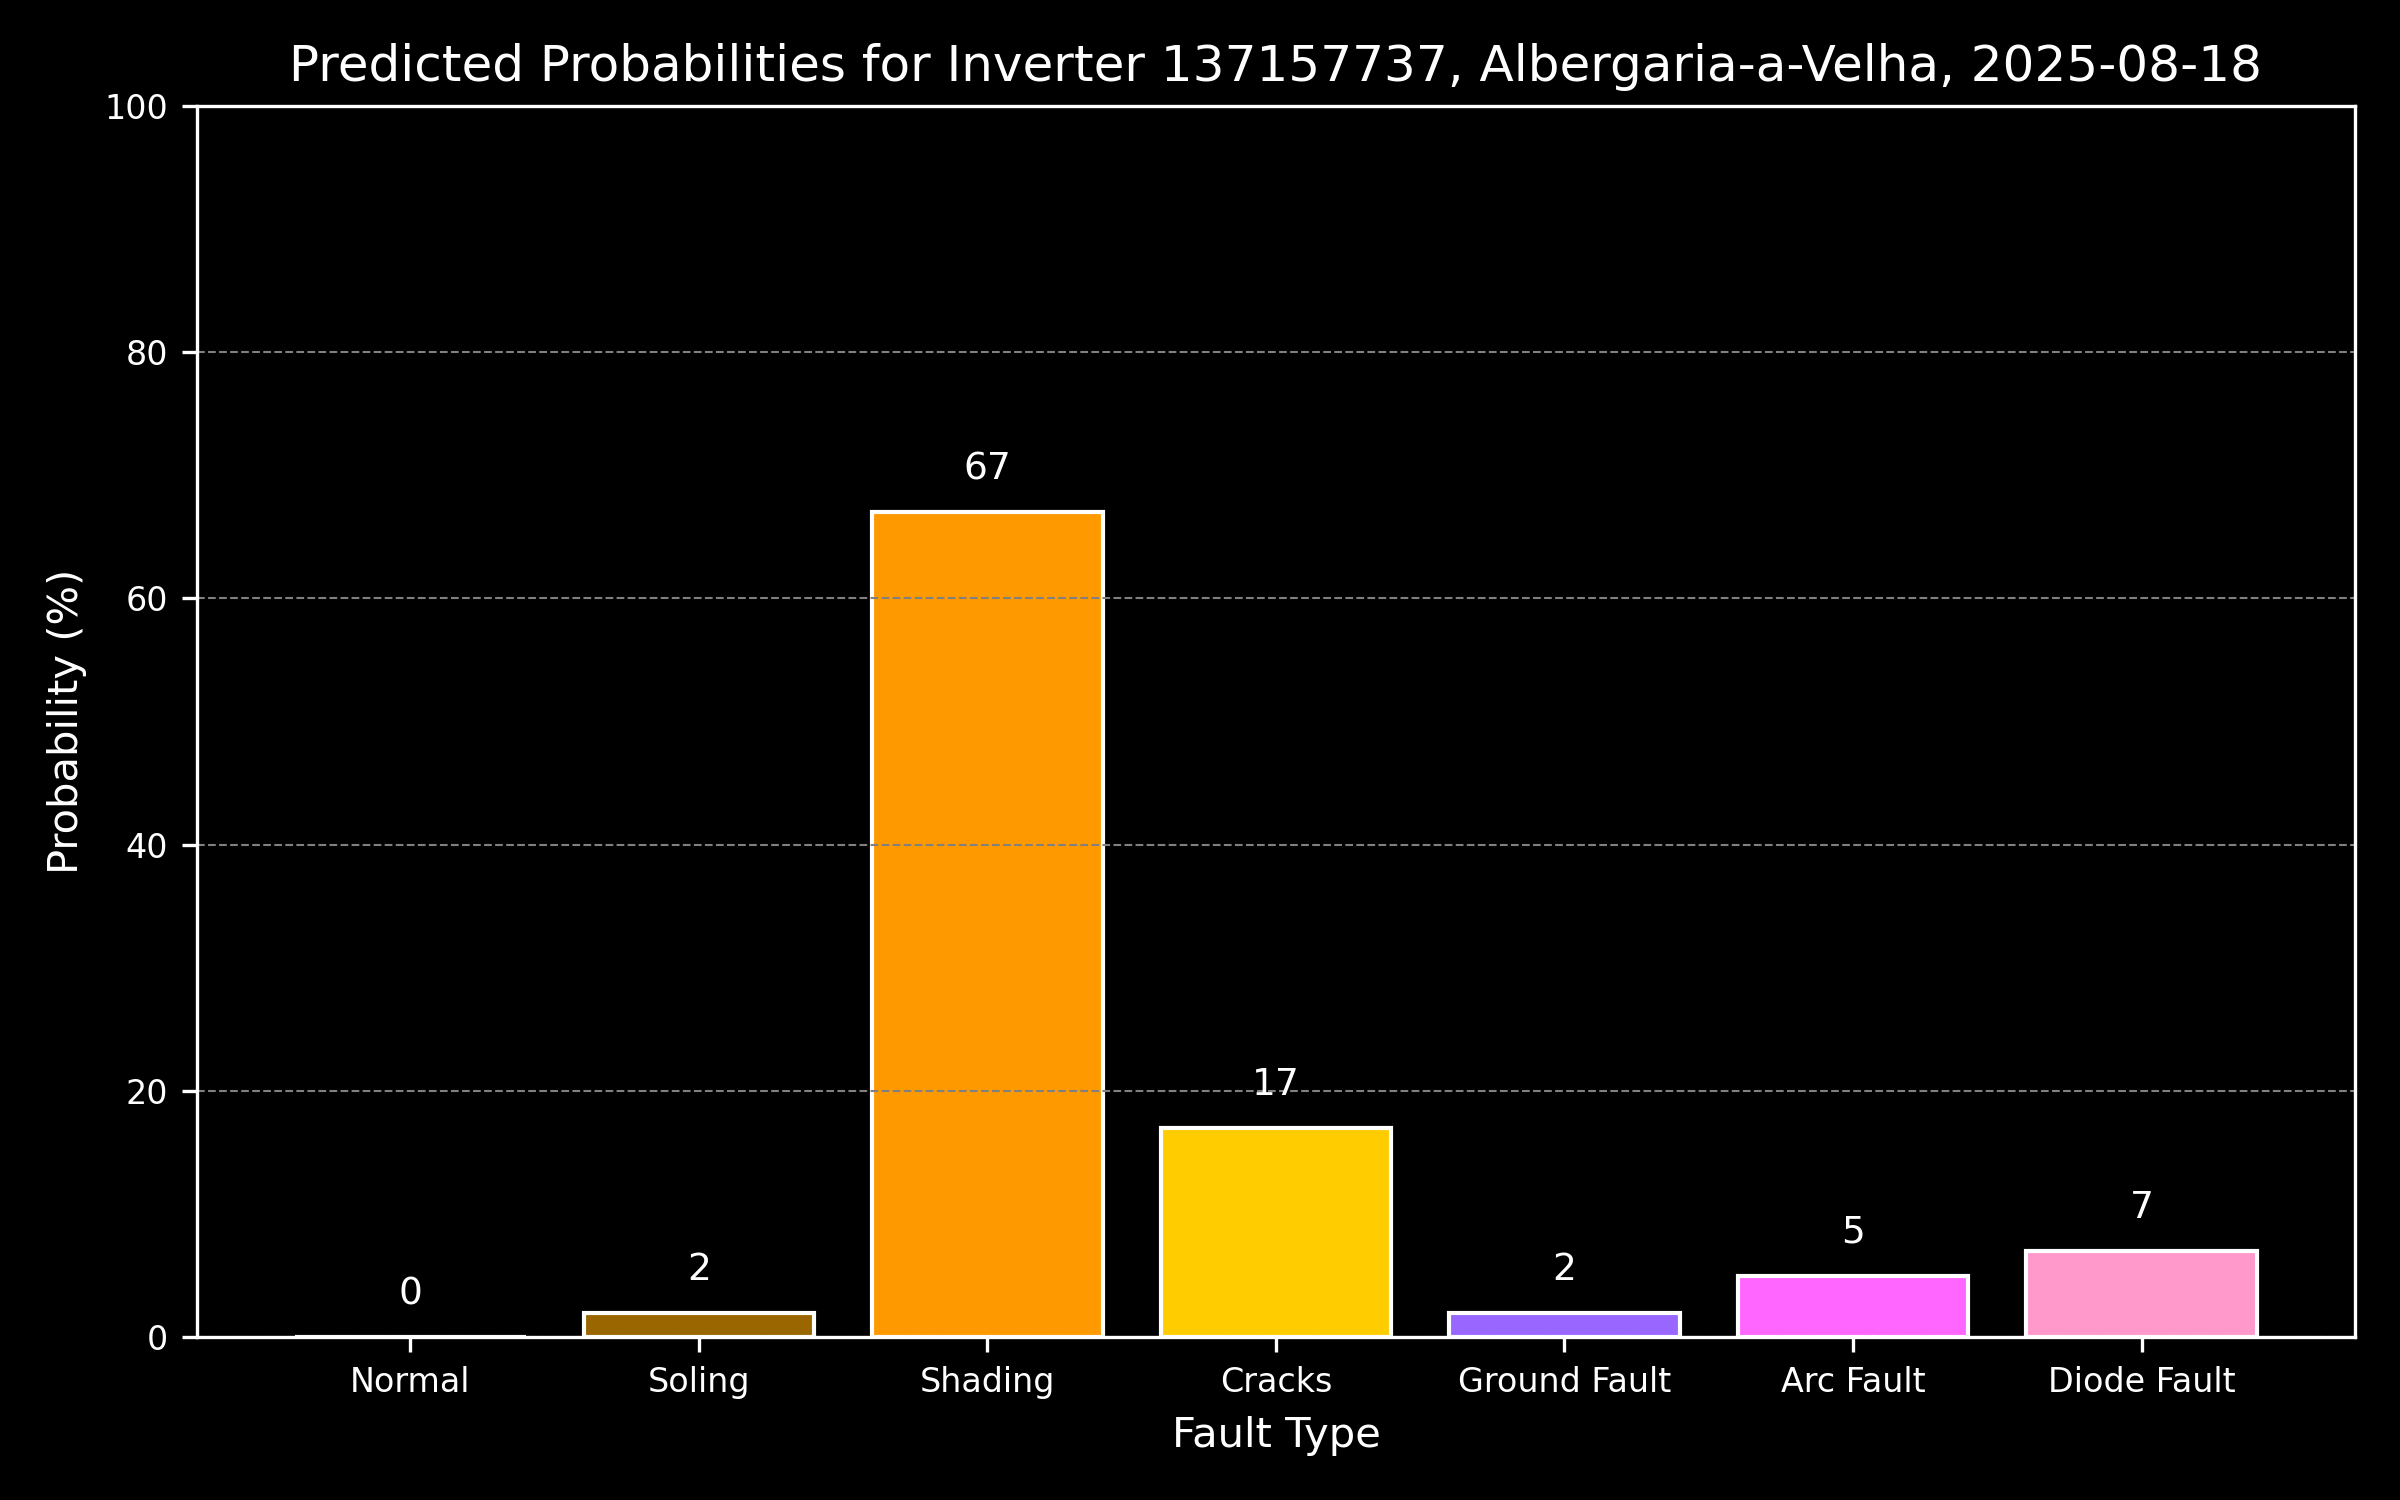 Predicted Probabilities for Inverter 137157737, Albergaria-a-Velha, 2025-08-18
Probability (%)
100
80
60
40
20
0
0
2
67
17
2
5
7
Normal
Soling
Shading
Cracks
Ground Fault
Arc Fault
Diode Fault
Fault Type